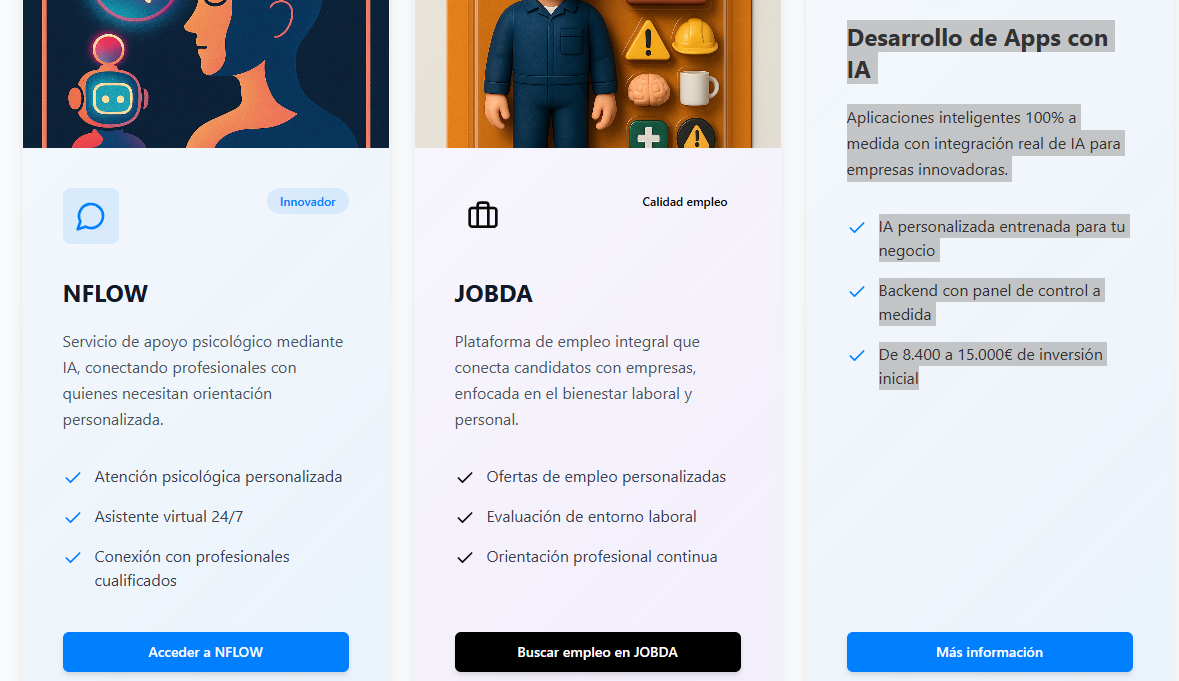 Innovador
NFLOW
Servicio de apoyo psicológico mediante
IA, conectando profesionales con
quienes necesitan orientación
personalizada.
Atención psicológica personalizada
Asistente virtual 24/7
Conexión con profesionales
cualificados
Acceder a NFLOW
Calidad empleo
JOBDA
Plataforma de empleo integral que
conecta candidatos con empresas,
enfocada en el bienestar laboral y
personal.
Ofertas de empleo personalizadas
Evaluación de entorno laboral
Orientación profesional continua
Buscar empleo en JOBDA
Desarrollo de Apps con
IA
Aplicaciones inteligentes 100% a
medida con integración real de IA para
empresas innovadoras.
IA personalizada entrenada para tu
negocio
Backend con panel de control a
medida
De 8.400 a 15.000€ de inversión
inicial
Más información